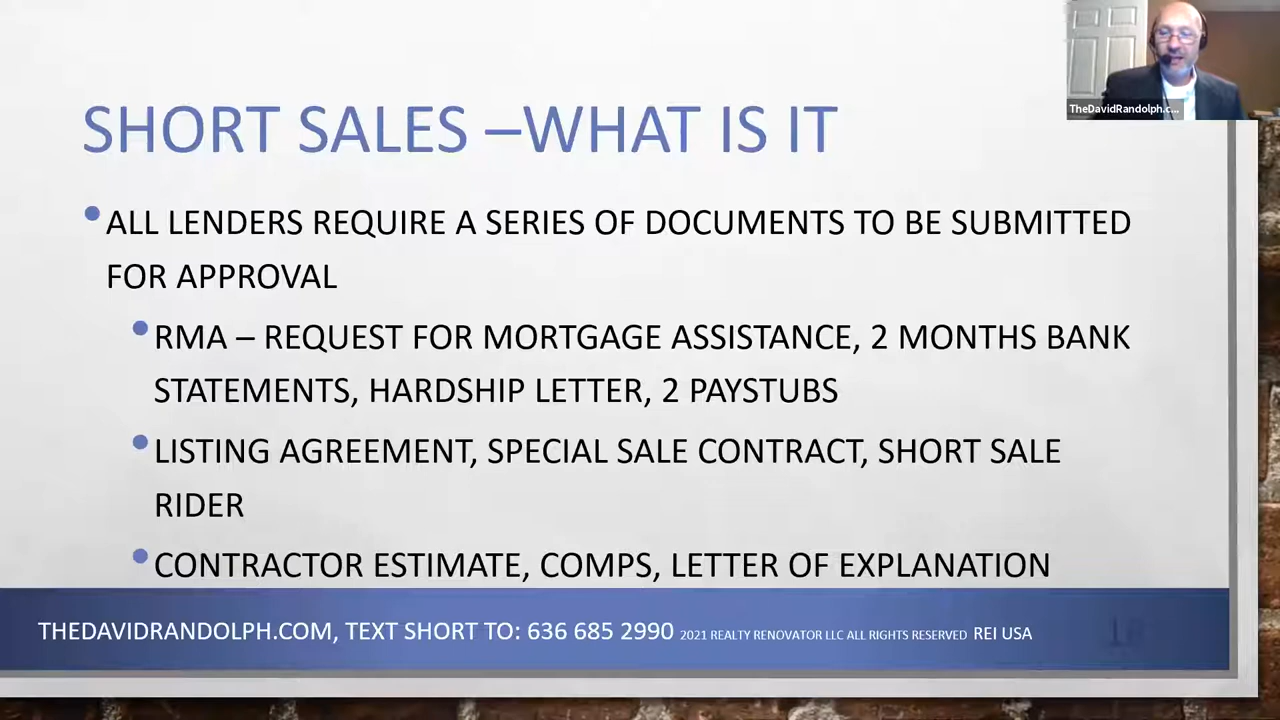 TheDavidRandolph.c...
SHORT SALES –WHAT IS IT
ALL LENDERS REQUIRE A SERIES OF DOCUMENTS TO BE SUBMITTED
FOR APPROVAL
RMA – REQUEST FOR MORTGAGE ASSISTANCE, 2 MONTHS BANK
STATEMENTS, HARDSHIP LETTER, 2 PAYSTUBS
LISTING AGREEMENT, SPECIAL SALE CONTRACT, SHORT SALE
RIDER
CONTRACTOR ESTIMATE, COMPS, LETTER OF EXPLANATION
THEDAVIDRANDOLPH.COM, TEXT SHORT TO: 636 685 2990 2021 REALTY RENOVATOR LLC ALL RIGHTS RESERVED REI USA